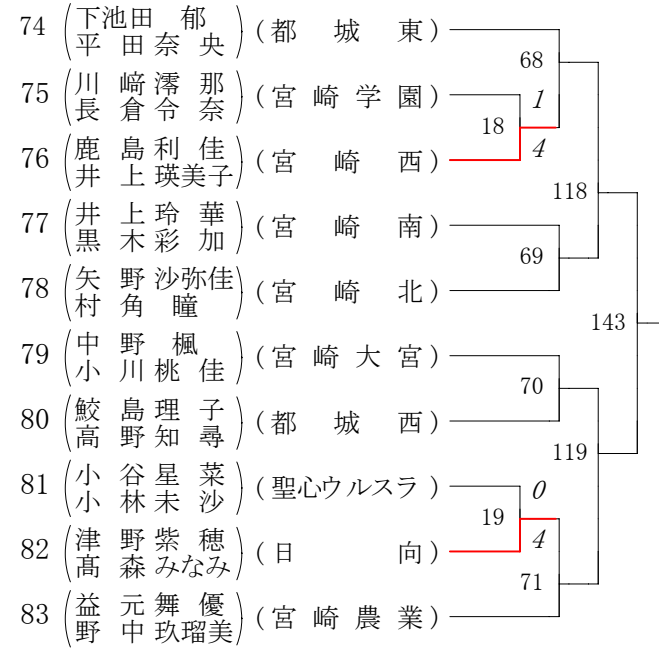 74 (下池田 郁 平田奈央) (都城東)
68
75 (川﨑澪那 長倉令奈) (宮崎学園) 1
18
76 (鹿島利佳 井上瑛美子) (宮崎西) 4
118
77 (井上玲華 黒木彩加) (宮崎南)
69
78 (矢野沙弥佳 村角 瞳) (宮崎北)
143
79 (中野 楓 小川桃佳) (宮崎大宮)
70
80 (鮫島理子 高野知尋) (都城西)
119
81 (小谷星菜 小林未沙) (聖心ウルスラ) 0
19
82 (津野紫穂 髙森みなみ) (日向) 4
71
83 (益元舞優 野中玖瑠美) (宮崎農業)